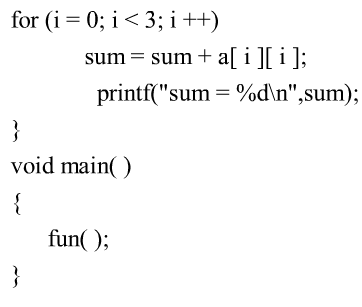 for (i = 0; i < 3; i ++)
sum = sum + a[ i ][ i ];
printf("sum = %d\n",sum);
}
void main( )
{
fun( );
}